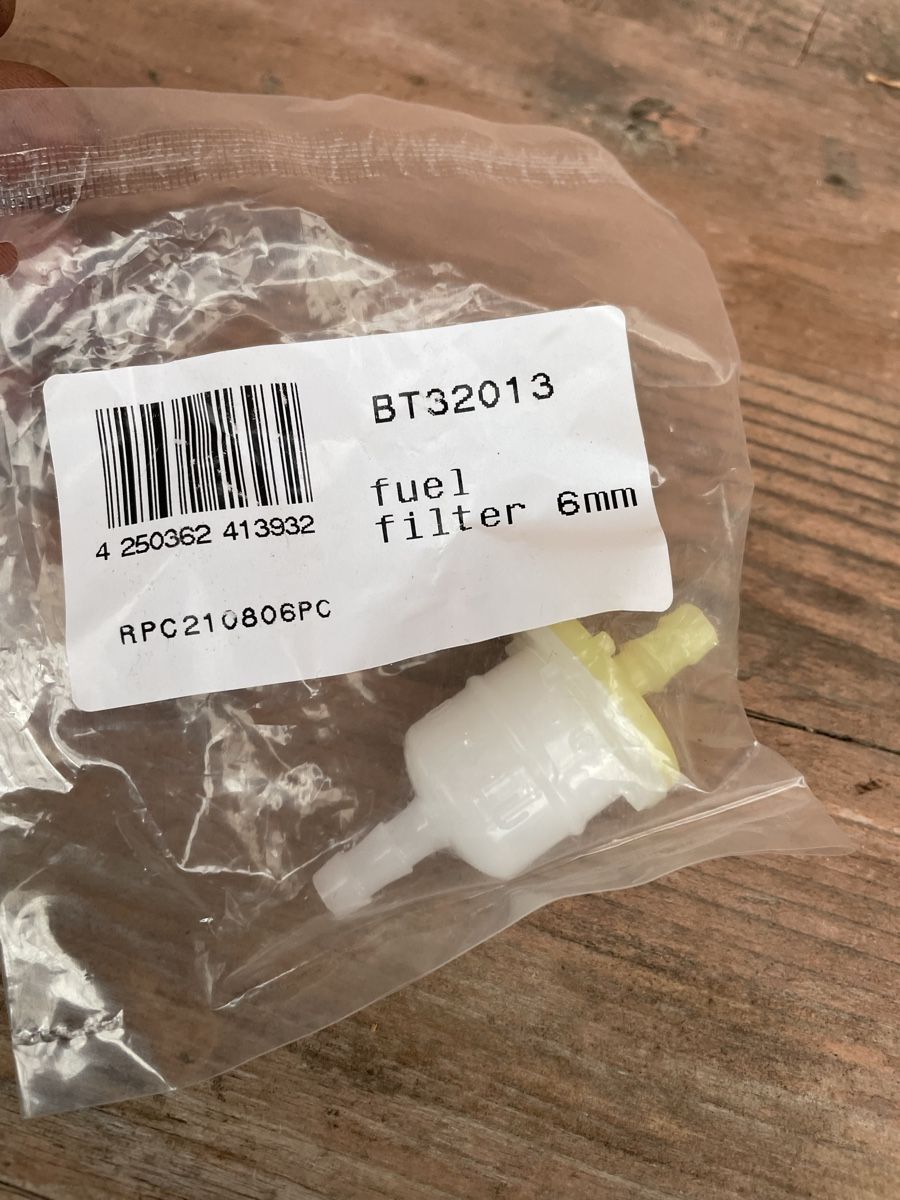 BT32013
fuel
filter 6mm
4 250362 413932
RPC210806PC